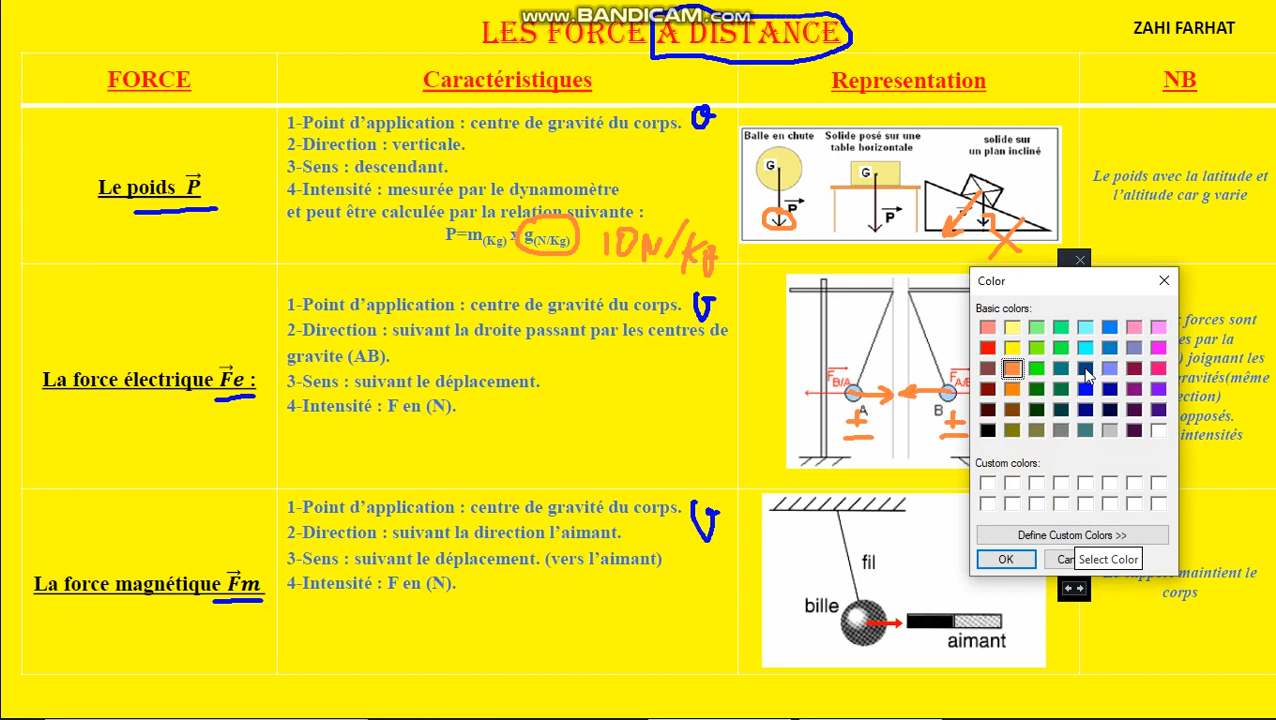 www.BANDICAM.com
LES FORCE A DISTANCE
ZAHI FARHAT
FORCE
Caractéristiques
Representation
NB
Le poids P
1-Point d'application : centre de gravité du corps.
2-Direction : verticale.
3-Sens : descendant.
4-Intensité : mesurée par le dynamomètre
et peut être calculée par la relation suivante :
P=m(Kg) x g(N/Kg)
10N/Kg
Balle en chute
Solide posé sur une
table horizontale
solide sur
un plan incliné
G
P
G
P
Le poids avec la latitude et
l'altitude car g varie
La force électrique Fe :
1-Point d'application : centre de gravité du corps.
2-Direction : suivant la droite passant par les centres de
gravite (AB).
3-Sens : suivant le déplacement.
4-Intensité : F en (N).
F B/A
F A/B
A
B
+
+
forces sont
es par la
) joignant les
gravités(même
ection)
opposés.
intensités
La force magnétique Fm
1-Point d'application : centre de gravité du corps.
2-Direction : suivant la direction l'aimant.
3-Sens : suivant le déplacement. (vers l'aimant)
4-Intensité : F en (N).
fil
bille
aimant
maintient le
corps
Color
Basic colors:
Custom colors:
Define Custom Colors >>
OK
Can
Select Color